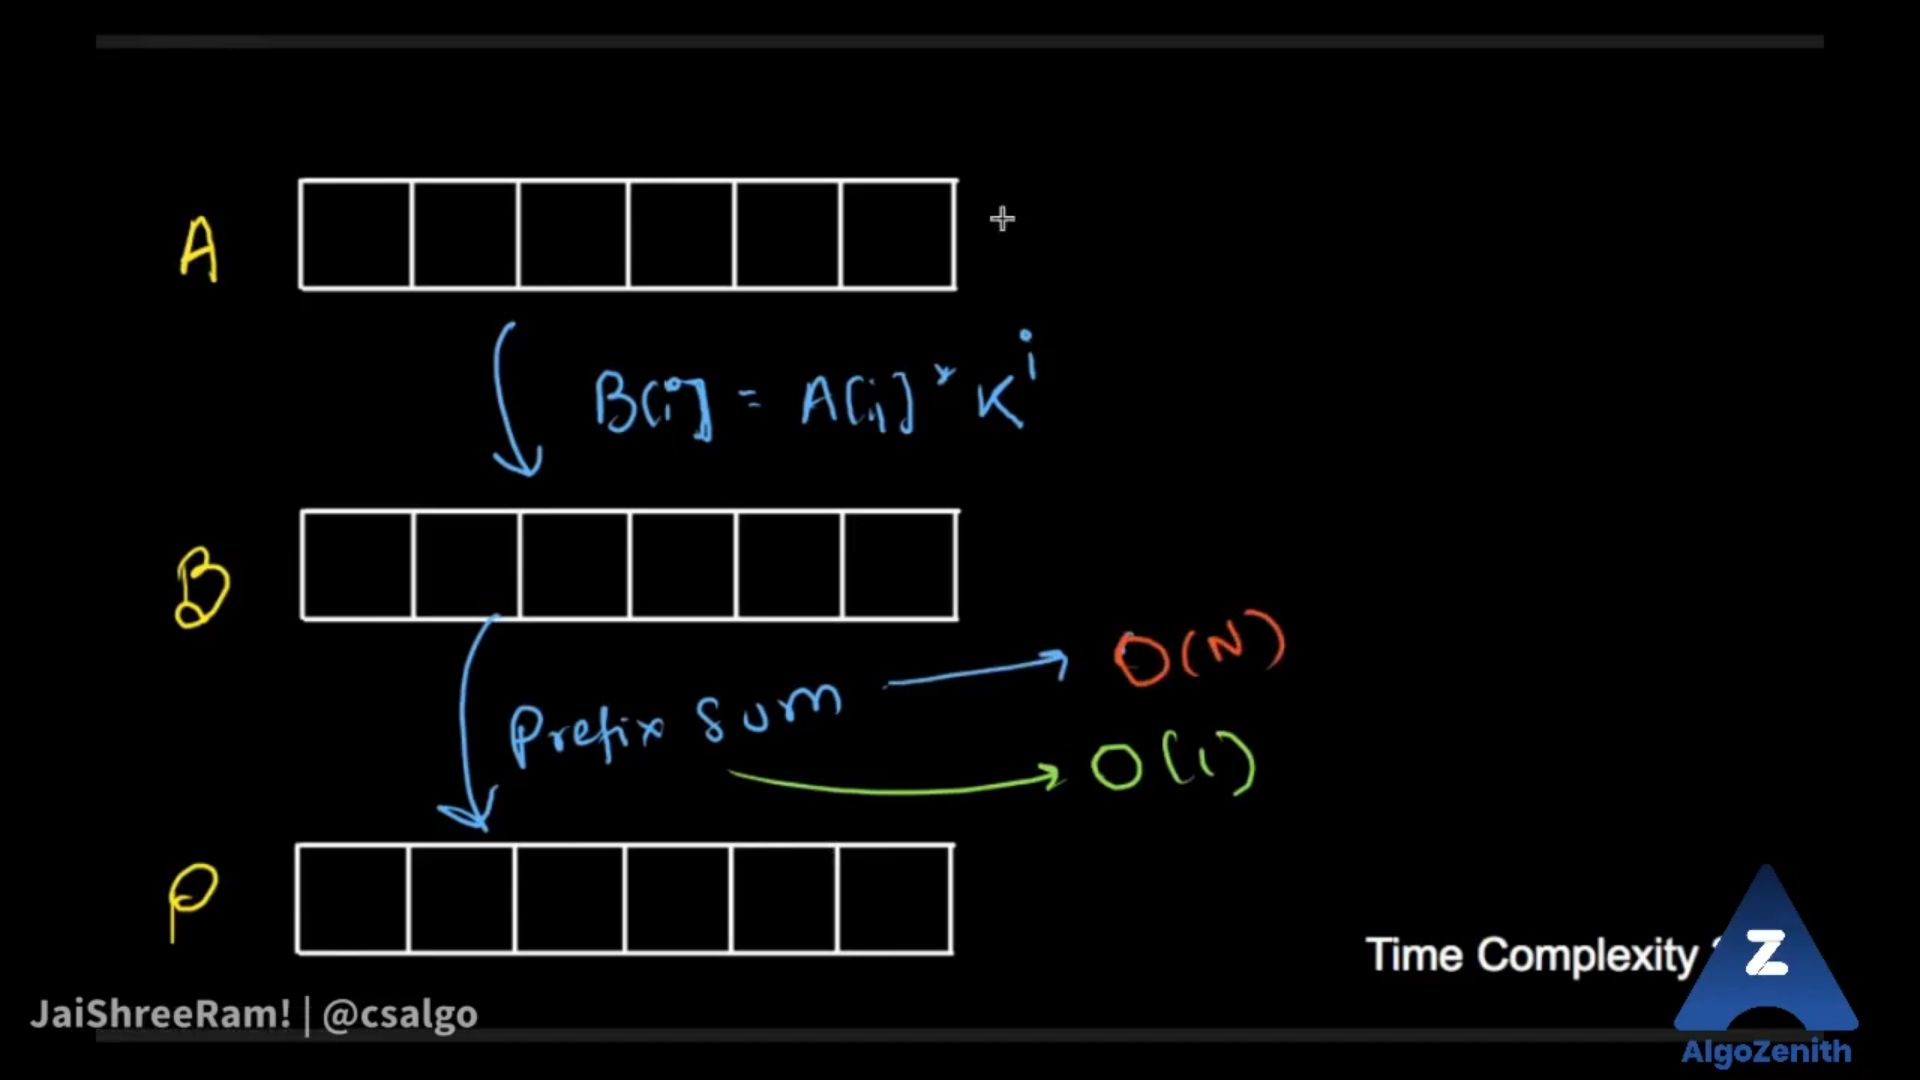 A
B[i] = A[i] * K^i
B
Prefix sum → O(N)
→ O(1)
P
Time Complexity
Z
JaiShreeRam! | @csalgo
AlgoZenith